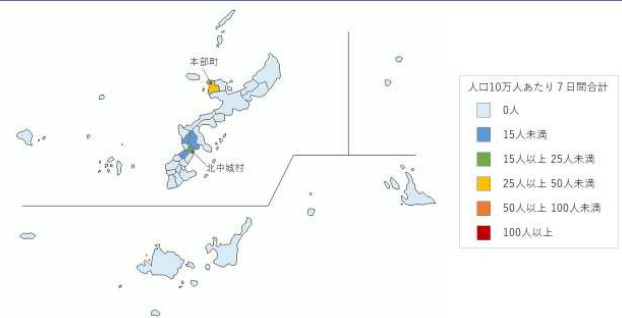 本部町
北中城村
人口10万人あたり7日間合計
0人
15人未満
15人以上 25人未満
25人以上 50人未満
50人以上 100人未満
100人以上